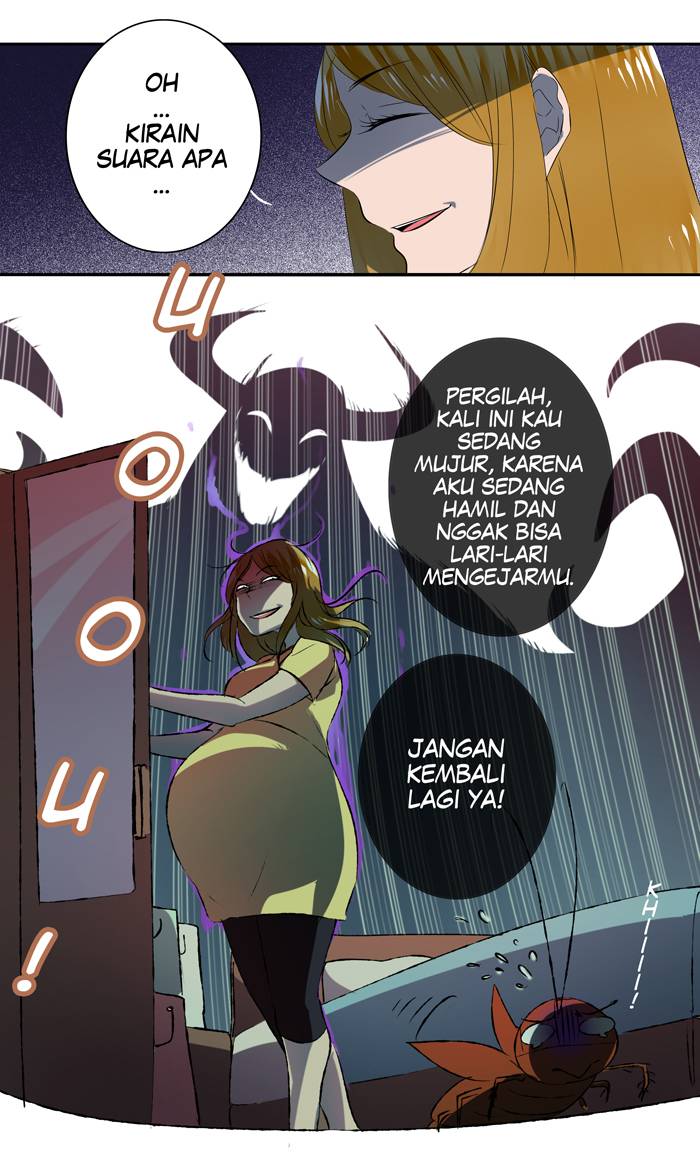 OH
...
KIRAIN
SUARA APA
...
U
O
O
U
!
PERGILAH,
KALI INI KAU
SEDANG
MUJUR, KARENA
AKU SEDANG
HAMIL DAN
NGGAK BISA
LARI-LARI
MENGEJARMU.
JANGAN
KEMBALI
LAGI YA!
KHIIIII...